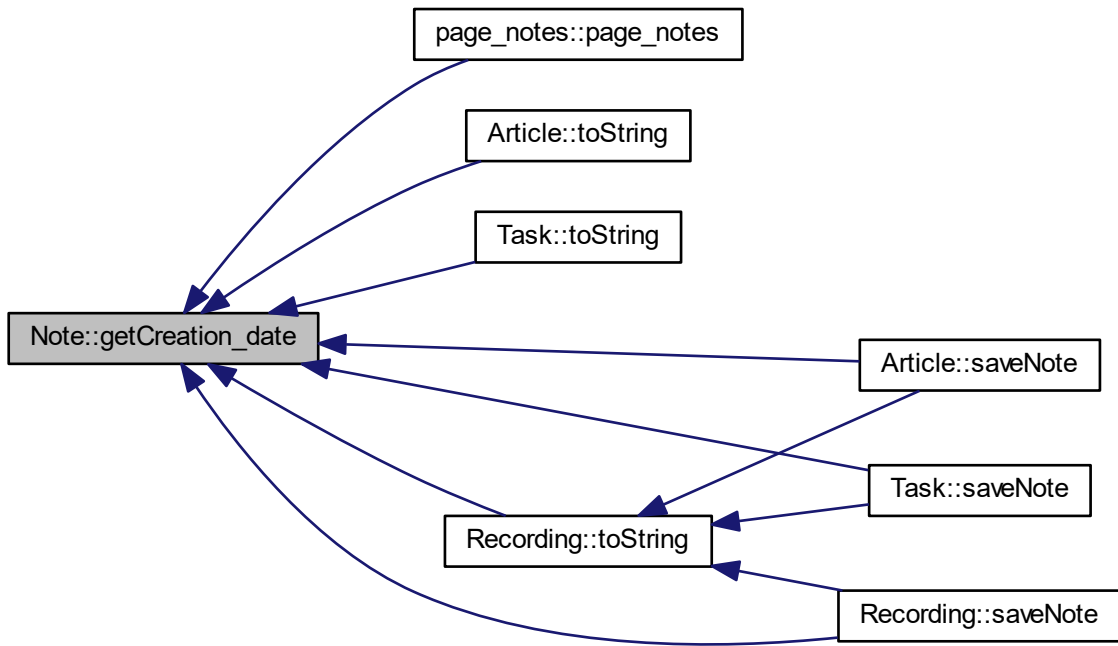 page_notes::page_notes
Article::toString
Task::toString
Note::getCreation_date
Article::saveNote
Task::saveNote
Recording::toString
Recording::saveNote